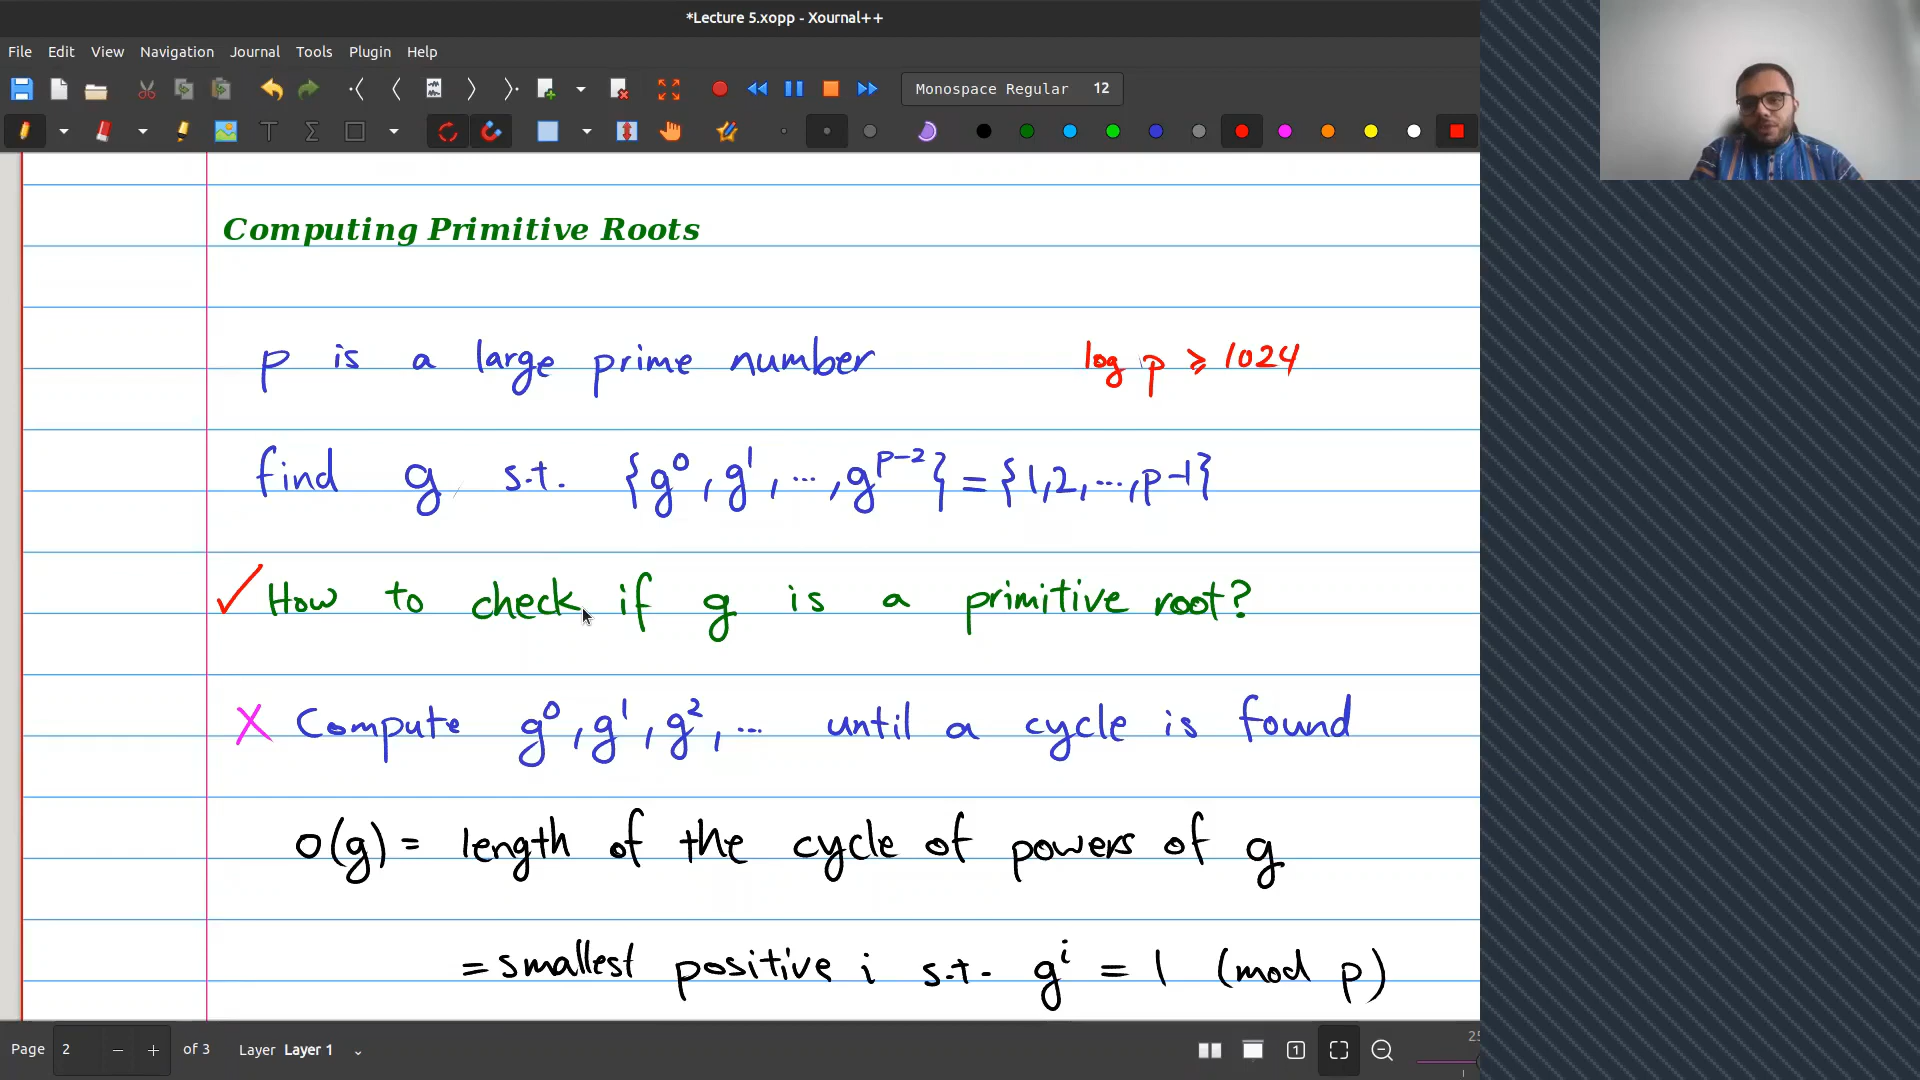 *Lecture 5.xopp - Xournal++
File Edit View Navigation Journal Tools Plugin Help
Monospace Regular 12
Computing Primitive Roots
p is a large prime number log p ⩾ 1024
find g s.t. {g⁰, g¹, ..., g^{p-2}} = {1,2,...,p-1}
✓ How to check if g is a primitive root?
X Compute g⁰, g¹, g², ... until a cycle is found
o(g) = length of the cycle of powers of g
= smallest positive i s.t. gⁱ = 1 (mod p)
Page 2 − + of 3 Layer Layer 1